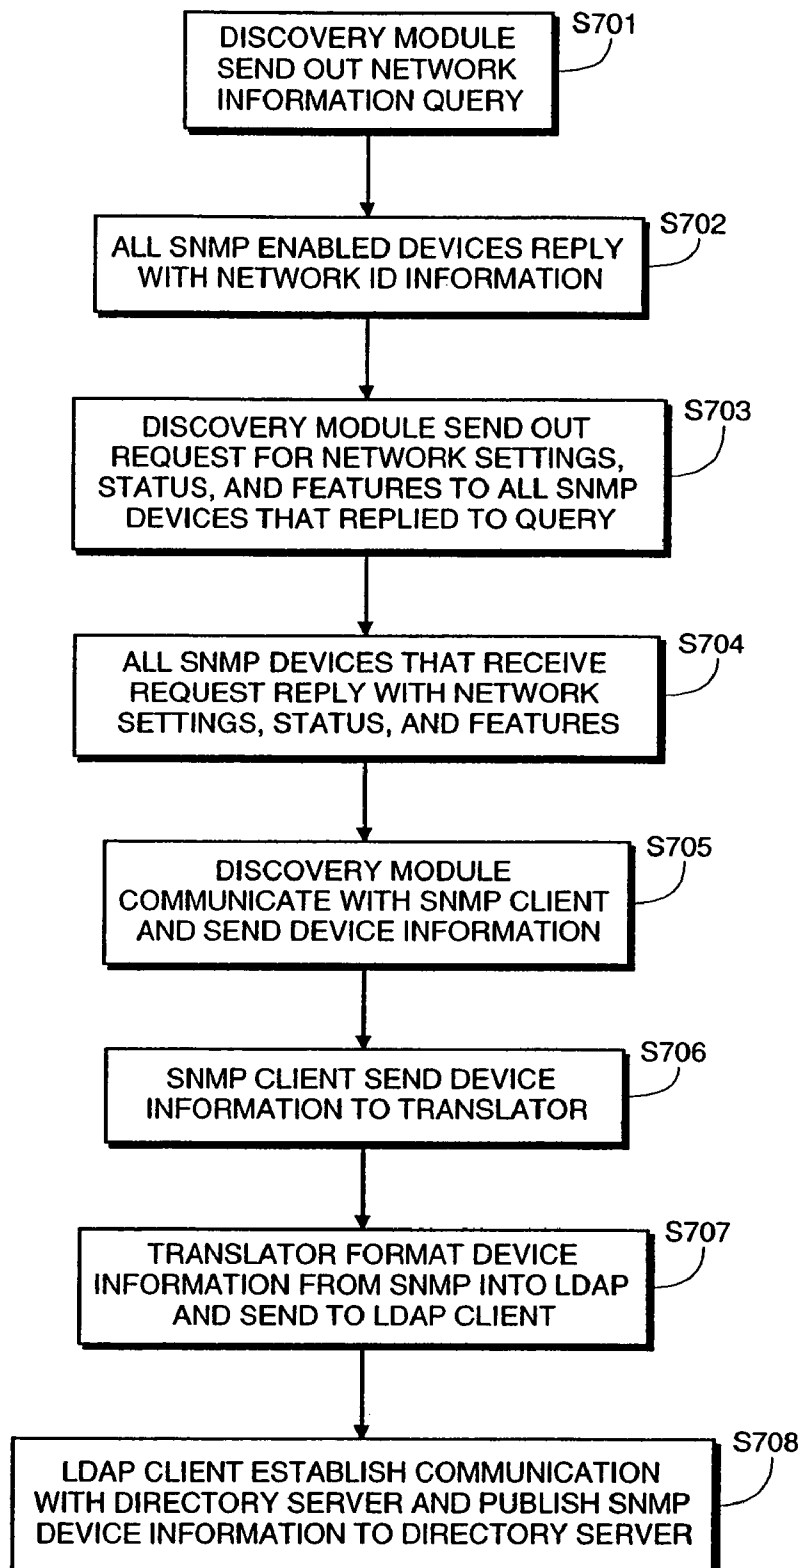 DISCOVERY MODULE
SEND OUT NETWORK
INFORMATION QUERY
S701
ALL SNMP ENABLED DEVICES REPLY
WITH NETWORK ID INFORMATION
S702
DISCOVERY MODULE SEND OUT
REQUEST FOR NETWORK SETTINGS,
STATUS, AND FEATURES TO ALL SNMP
DEVICES THAT REPLIED TO QUERY
S703
ALL SNMP DEVICES THAT RECEIVE
REQUEST REPLY WITH NETWORK
SETTINGS, STATUS, AND FEATURES
S704
DISCOVERY MODULE
COMMUNICATE WITH SNMP CLIENT
AND SEND DEVICE INFORMATION
S705
SNMP CLIENT SEND DEVICE
INFORMATION TO TRANSLATOR
S706
TRANSLATOR FORMAT DEVICE
INFORMATION FROM SNMP INTO LDAP
AND SEND TO LDAP CLIENT
S707
LDAP CLIENT ESTABLISH COMMUNICATION
WITH DIRECTORY SERVER AND PUBLISH SNMP
DEVICE INFORMATION TO DIRECTORY SERVER
S708